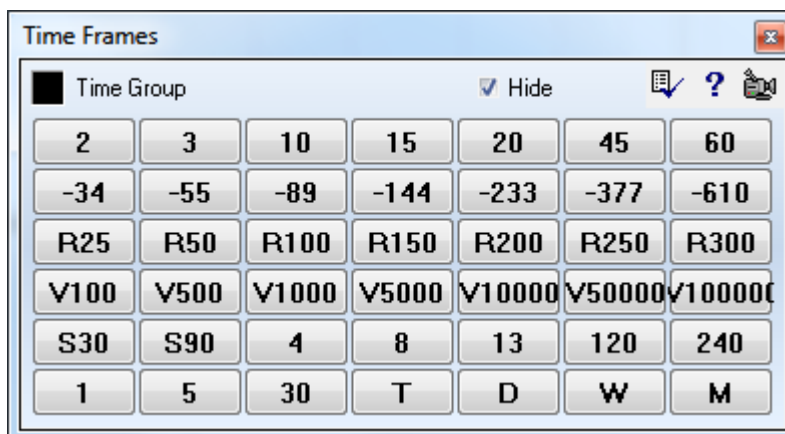 Time Frames
Time Group Hide ?
2 3 10 15 20 45 60
-34 -55 -89 -144 -233 -377 -610
R25 R50 R100 R150 R200 R250 R300
V100 V500 V1000 V5000 V10000 V50000
S30 S90 4 8 13 120 240
1 5 30 T D W M